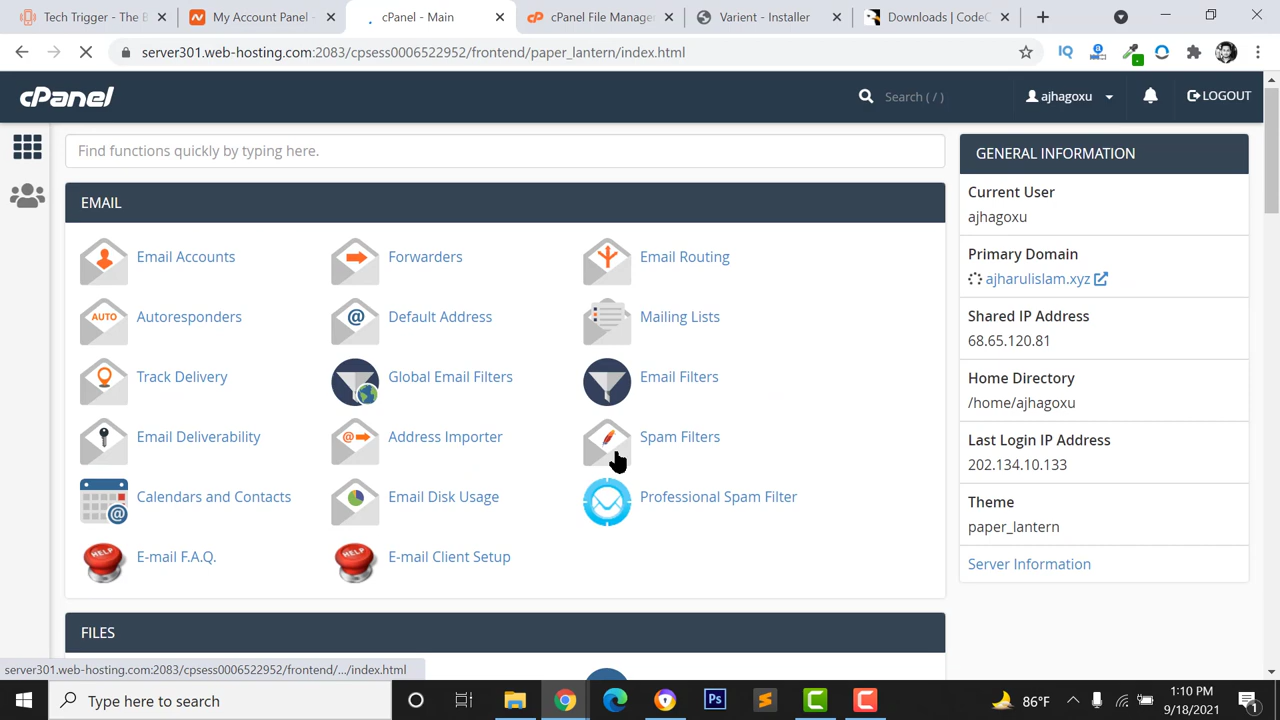 Tech Trigger - The B
My Account Panel -
cPanel - Main
cPanel File Manage
Varient - Installer
Downloads | CodeC
server301.web-hosting.com:2083/cpsess0006522952/frontend/paper_lantern/index.html
IQ
cPanel
Search ( / )
ajhagoxu
LOGOUT
Find functions quickly by typing here.
EMAIL
Email Accounts
Forwarders
Email Routing
AUTO
Autoresponders
Default Address
Mailing Lists
Track Delivery
Global Email Filters
Email Filters
Email Deliverability
Address Importer
Spam Filters
Calendars and Contacts
Email Disk Usage
Professional Spam Filter
HELP
E-mail F.A.Q.
HELP
E-mail Client Setup
FILES
GENERAL INFORMATION
Current User
ajhagoxu
Primary Domain
ajharulislam.xyz
Shared IP Address
68.65.120.81
Home Directory
/home/ajhagoxu
Last Login IP Address
202.134.10.133
Theme
paper_lantern
Server Information
server301.web-hosting.com:2083/cpsess0006522952/frontend/.../index.html
Type here to search
Ps
86°F
1:10 PM
9/18/2021
1